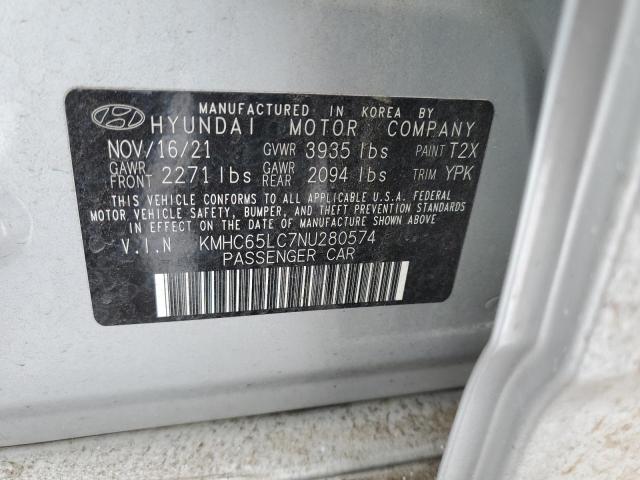 MANUFACTURED IN KOREA BY
HYUNDAI MOTOR COMPANY
NOV/16/21 GVWR 3935 lbs PAINT T2X
GAWR FRONT 2271 lbs GAWR REAR 2094 lbs TRIM YPK
THIS VEHICLE CONFORMS TO ALL APPLICABLE U.S.A. FEDERAL
MOTOR VEHICLE SAFETY, BUMPER, AND THEFT PREVENTION STANDARDS
IN EFFECT ON THE DATE OF MANUFACTURE SHOWN ABOVE.
V.I.N KMHC65LC7NU280574
PASSENGER CAR